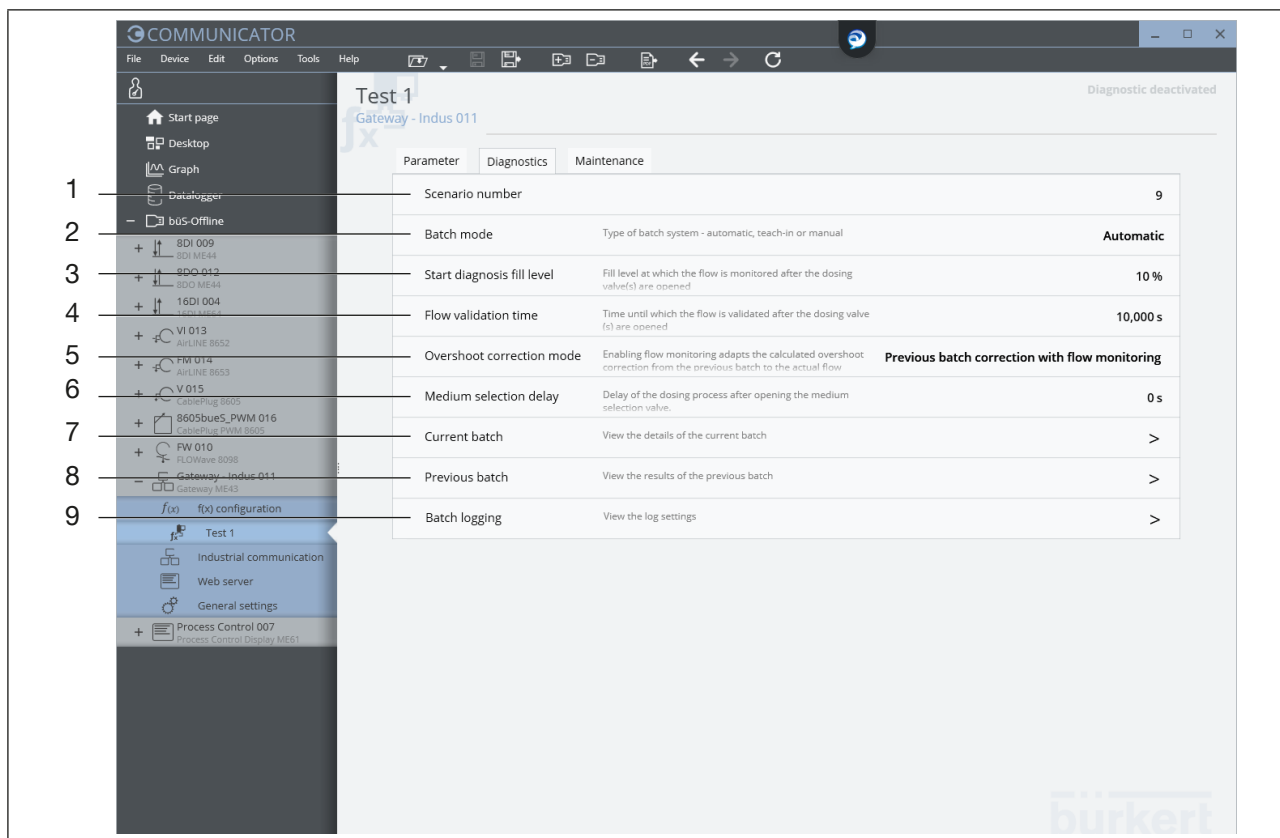 COMMUNICATOR
File Device Edit Options Tools Help
Start page
Desktop
Graph
Datalogger
büS-Offline
8DI 009
8DI ME44
8DO 012
8DO ME44
16DI 004
16DI ME64
VI 013
AirLINE 8652
FM 014
AirLINE 8653
V 015
CablePlug 8605
8605bueS_PWM 016
CablePlug PWM 8605
FW 010
FLOWave 8098
Gateway - Indus 011
Gateway ME43
f(x) f(x) configuration
Test 1
Industrial communication
Web server
General settings
Process Control 007
Process Control Display ME61
Test 1
Gateway - Indus 011
Diagnostic deactivated
Parameter Diagnostics Maintenance
1 Scenario number 9
2 Batch mode Type of batch system - automatic, teach-in or manual Automatic
3 Start diagnosis fill level Fill level at which the flow is monitored after the dosing
valve(s) are opened 10 %
4 Flow validation time Time until which the flow is validated after the dosing valve
(s) are opened 10,000 s
5 Overshoot correction mode Enabling flow monitoring adapts the calculated overshoot
correction from the previous batch to the actual flow Previous batch correction with flow monitoring
6 Medium selection delay Delay of the dosing process after opening the medium
selection valve. 0 s
7 Current batch View the details of the current batch >
8 Previous batch View the results of the previous batch >
9 Batch logging View the log settings >
burkert